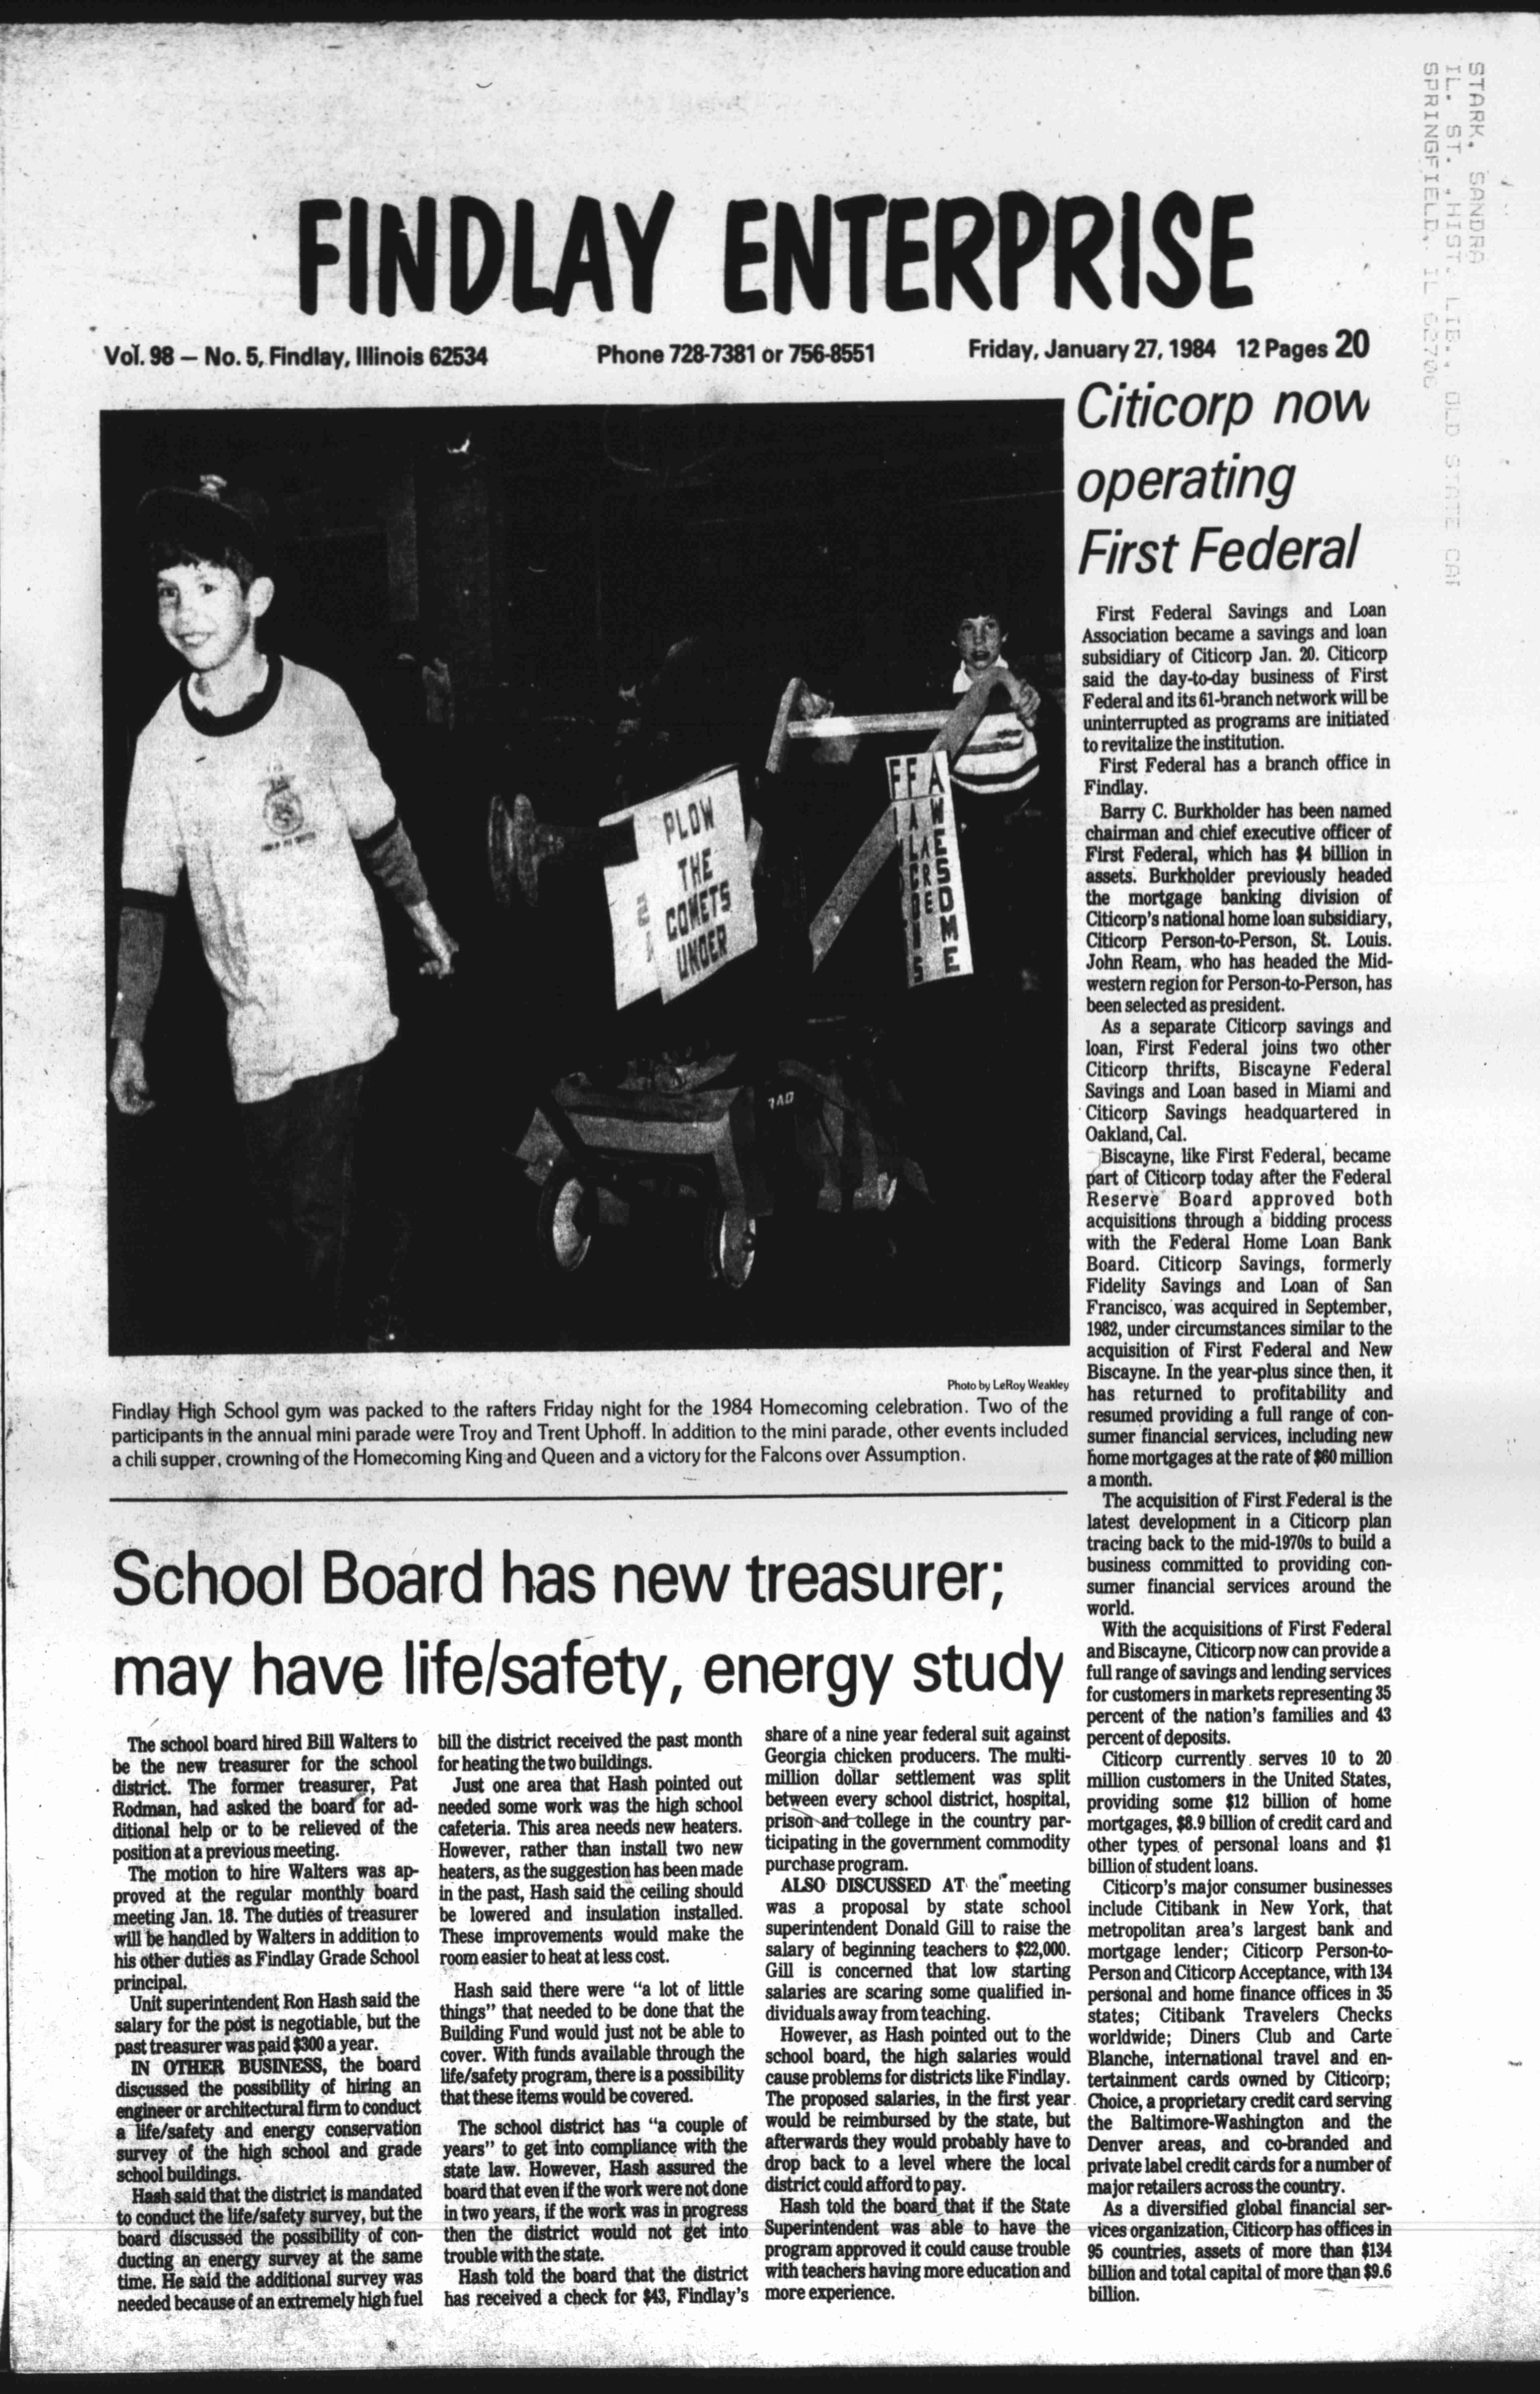 STARK, SANDRA
IL. ST. HIST. LIB., OLD STATE CAP
SPRINGFIELD, IL 62706
FINDLAY ENTERPRISE
Vol. 98 — No. 5, Findlay, Illinois 62534
Phone 728-7381 or 756-8551
Friday, January 27, 1984 12 Pages 20
PLOW
THE
COMETS
UNDER
FFA
FALCONS
ARE
AWESOME
Photo by LeRoy Weakley
Findlay High School gym was packed to the rafters Friday night for the 1984 Homecoming celebration. Two of the
participants in the annual mini parade were Troy and Trent Uphoff. In addition to the mini parade, other events included
a chili supper, crowning of the Homecoming King and Queen and a victory for the Falcons over Assumption.
Citicorp now
operating
First Federal
First Federal Savings and Loan
Association became a savings and loan
subsidiary of Citicorp Jan. 20. Citicorp
said the day-to-day business of First
Federal and its 61-branch network will be
uninterrupted as programs are initiated
to revitalize the institution.
First Federal has a branch office in
Findlay.
Barry C. Burkholder has been named
chairman and chief executive officer of
First Federal, which has $4 billion in
assets. Burkholder previously headed
the mortgage banking division of
Citicorp's national home loan subsidiary,
Citicorp Person-to-Person, St. Louis.
John Ream, who has headed the Mid-
western region for Person-to-Person, has
been selected as president.
As a separate Citicorp savings and
loan, First Federal joins two other
Citicorp thrifts, Biscayne Federal
Savings and Loan based in Miami and
Citicorp Savings headquartered in
Oakland, Cal.
Biscayne, like First Federal, became
part of Citicorp today after the Federal
Reserve Board approved both
acquisitions through a bidding process
with the Federal Home Loan Bank
Board. Citicorp Savings, formerly
Fidelity Savings and Loan of San
Francisco, was acquired in September,
1982, under circumstances similar to the
acquisition of First Federal and New
Biscayne. In the year-plus since then, it
has returned to profitability and
resumed providing a full range of con-
sumer financial services, including new
home mortgages at the rate of $60 million
a month.
The acquisition of First Federal is the
latest development in a Citicorp plan
tracing back to the mid-1970s to build a
business committed to providing con-
sumer financial services around the
world.
With the acquisitions of First Federal
and Biscayne, Citicorp now can provide a
full range of savings and lending services
for customers in markets representing 35
percent of the nation's families and 43
percent of deposits.
Citicorp currently serves 10 to 20
million customers in the United States,
providing some $12 billion of home
mortgages, $8.9 billion of credit card and
other types of personal loans and $1
billion of student loans.
Citicorp's major consumer businesses
include Citibank in New York, that
metropolitan area's largest bank and
mortgage lender; Citicorp Person-to-
Person and Citicorp Acceptance, with 134
personal and home finance offices in 35
states; Citibank Travelers Checks
worldwide; Diners Club and Carte
Blanche, international travel and en-
tertainment cards owned by Citicorp;
Choice, a proprietary credit card serving
the Baltimore-Washington and the
Denver areas, and co-branded and
private label credit cards for a number of
major retailers across the country.
As a diversified global financial ser-
vices organization, Citicorp has offices in
95 countries, assets of more than $134
billion and total capital of more than $9.6
billion.
School Board has new treasurer;
may have life/safety, energy study
The school board hired Bill Walters to
be the new treasurer for the school
district. The former treasurer, Pat
Rodman, had asked the board for ad-
ditional help or to be relieved of the
position at a previous meeting.
The motion to hire Walters was ap-
proved at the regular monthly board
meeting Jan. 18. The duties of treasurer
will be handled by Walters in addition to
his other duties as Findlay Grade School
principal.
Unit superintendent Ron Hash said the
salary for the post is negotiable, but the
past treasurer was paid $300 a year.
IN OTHER BUSINESS, the board
discussed the possibility of hiring an
engineer or architectural firm to conduct
a life/safety and energy conservation
survey of the high school and grade
school buildings.
Hash said that the district is mandated
to conduct the life/safety survey, but the
board discussed the possibility of con-
ducting an energy survey at the same
time. He said the additional survey was
needed because of an extremely high fuel
bill the district received the past month
for heating the two buildings.
Just one area that Hash pointed out
needed some work was the high school
cafeteria. This area needs new heaters.
However, rather than install two new
heaters, as the suggestion has been made
in the past, Hash said the ceiling should
be lowered and insulation installed.
These improvements would make the
room easier to heat at less cost.
Hash said there were "a lot of little
things" that needed to be done that the
Building Fund would just not be able to
cover. With funds available through the
life/safety program, there is a possibility
that these items would be covered.
The school district has "a couple of
years" to get into compliance with the
state law. However, Hash assured the
board that even if the work were not done
in two years, if the work was in progress
then the district would not get into
trouble with the state.
Hash told the board that the district
has received a check for $43, Findlay's
share of a nine year federal suit against
Georgia chicken producers. The multi-
million dollar settlement was split
between every school district, hospital,
prison and college in the country par-
ticipating in the government commodity
purchase program.
ALSO DISCUSSED AT the meeting
was a proposal by state school
superintendent Donald Gill to raise the
salary of beginning teachers to $22,000.
Gill is concerned that low starting
salaries are scaring some qualified in-
dividuals away from teaching.
However, as Hash pointed out to the
school board, the high salaries would
cause problems for districts like Findlay.
The proposed salaries, in the first year
would be reimbursed by the state, but
afterwards they would probably have to
drop back to a level where the local
district could afford to pay.
Hash told the board that if the State
Superintendent was able to have the
program approved it could cause trouble
with teachers having more education and
more experience.